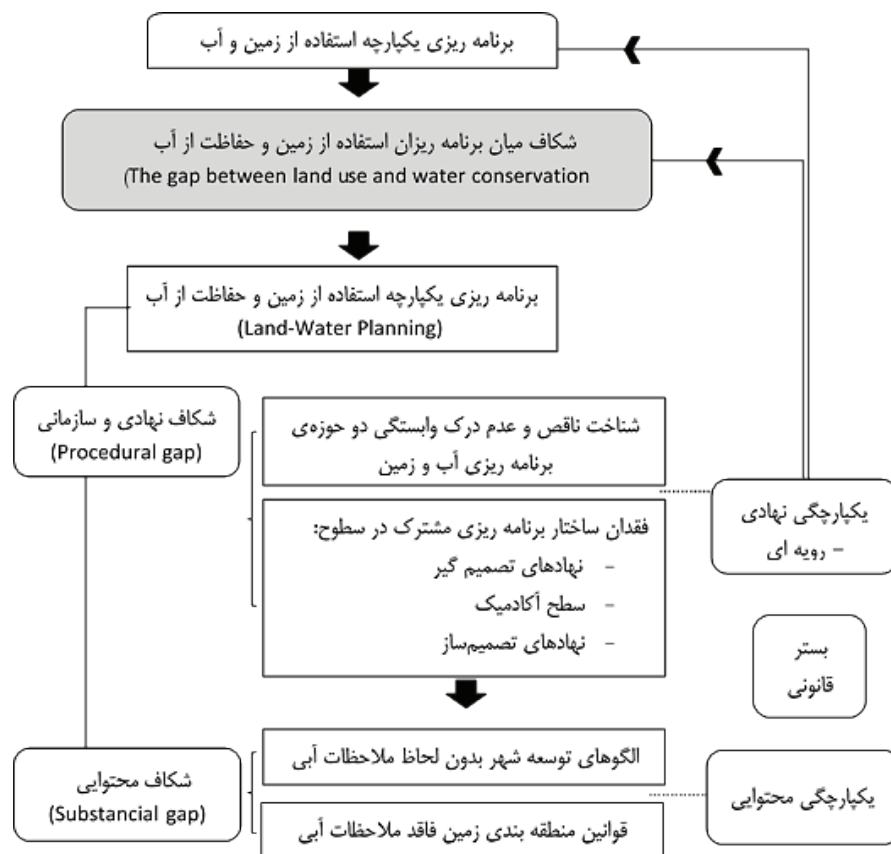 برنامه ریزی یکپارچه استفاده از زمین و آب
شکاف میان برنامه ریزان استفاده از زمین و حفاظت از آب
(The gap between land use and water conservation
برنامه ریزی یکپارچه استفاده از زمین و حفاظت از آب
(Land-Water Planning)
شکاف نهادی و سازمانی
(Procedural gap)
شناخت ناقص و عدم درک وابستگی دو حوزه‌ی
برنامه ریزی آب و زمین
فقدان ساختار برنامه ریزی مشترک در سطوح:
- نهادهای تصمیم گیر
- سطح آکادمیک
- نهادهای تصمیم‌ساز
یکپارچگی نهادی
- رویه ای
بستر
قانونی
الگوهای توسعه شهر بدون لحاظ ملاحظات آبی
شکاف محتوایی
(Substancial gap)
یکپارچگی محتوایی
قوانین منطقه بندی زمین فاقد ملاحظات آبی